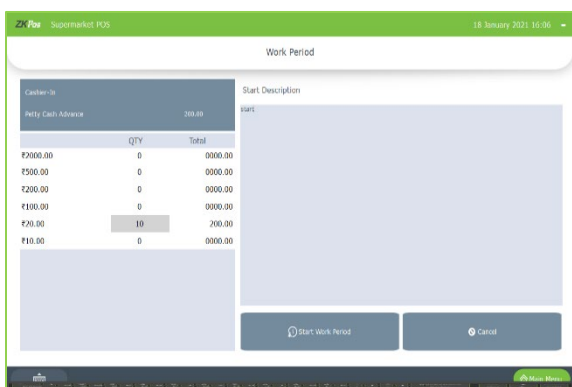 ZKPos Supermarket POS 18 January 2021 16:06
Work Period
Cashier-In
Petty Cash Advance 200.00
Start Description
start
QTY Total
₹2000.00 0 0000.00
₹500.00 0 0000.00
₹200.00 0 0000.00
₹100.00 0 0000.00
₹20.00 10 200.00
₹10.00 0 0000.00
Start Work Period
Cancel
Main Menu